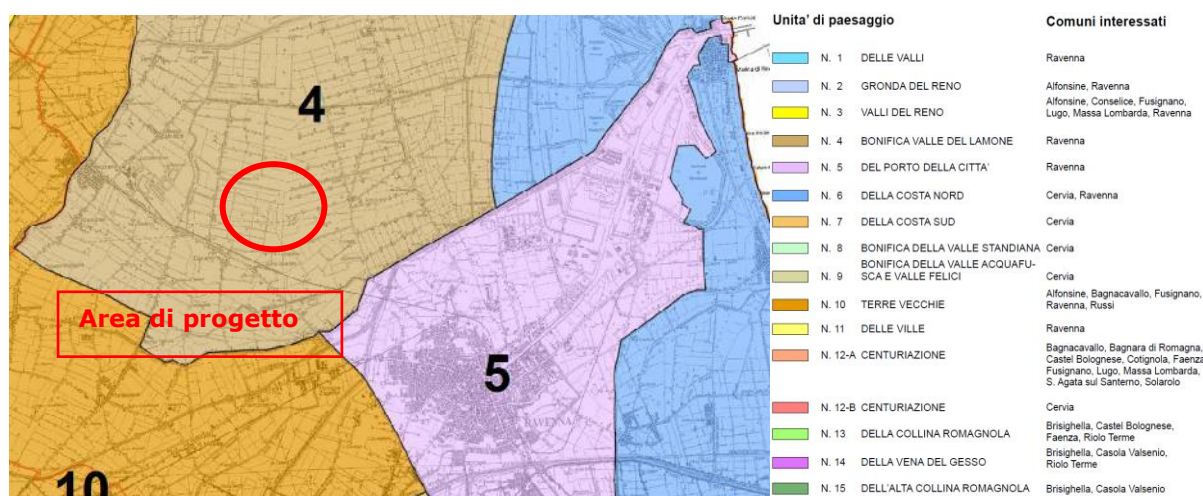 4
Area di progetto
5
RAVENNA
10
Unita' di paesaggio Comuni interessati
N. 1 DELLE VALLI Ravenna
N. 2 GRONDA DEL RENO Alfonsine, Ravenna
N. 3 VALLI DEL RENO Alfonsine, Conselice, Fusignano,
Lugo, Massa Lombarda, Ravenna
N. 4 BONIFICA VALLE DEL LAMONE Ravenna
N. 5 DEL PORTO DELLA CITTA' Ravenna
N. 6 DELLA COSTA NORD Cervia, Ravenna
N. 7 DELLA COSTA SUD Cervia
N. 8 BONIFICA DELLA VALLE STANDIANA Cervia
N. 9 BONIFICA DELLA VALLE ACQUAFU-
SCA E VALLE FELICI Cervia
N. 10 TERRE VECCHIE Alfonsine, Bagnacavallo, Fusignano,
Ravenna, Russi
N. 11 DELLE VILLE Ravenna
N. 12-A CENTURIAZIONE Bagnacavallo, Bagnara di Romagna,
Castel Bolognese, Cotignola, Faenza
Fusignano, Lugo, Massa Lombarda,
S. Agata sul Santerno, Solarolo
N. 12-B CENTURIAZIONE Cervia
N. 13 DELLA COLLINA ROMAGNOLA Brisighella, Castel Bolognese,
Faenza, Riolo Terme
N. 14 DELLA VENA DEL GESSO Brisighella, Casola Valsenio,
Riolo Terme
N. 15 DELL'ALTA COLLINA ROMAGNOLA Brisighella, Casola Valsenio